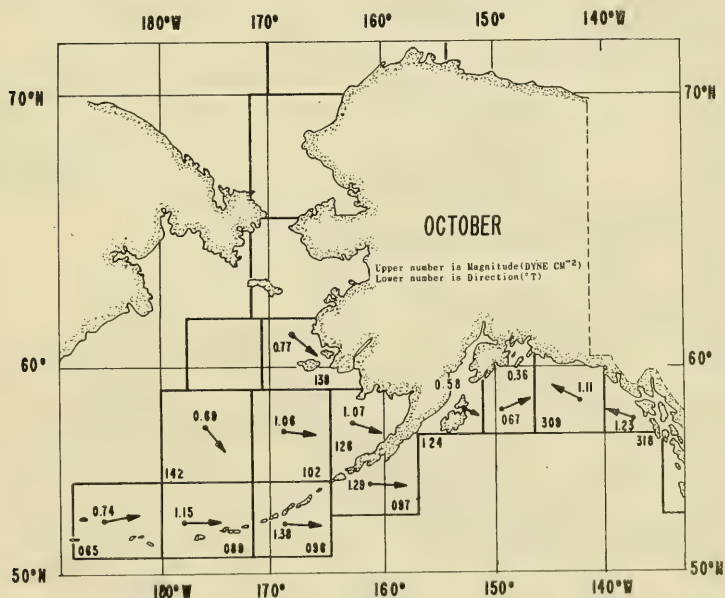 180°W 170° 160° 150° 140°W
70°N 70°N
OCTOBER
Upper number is Magnitude(DYNE CM⁻²)
Lower number is Direction(°T)
0.77
60°N 60°N
138 0.58 0.36
0.69 1.06 1.07 1.11
067 1.23
142 102 126 124 309 318
0.74 1.15 1.38 1.29
065 089 096 097
50°N 50°N
180°W 170° 160° 150° 140°W